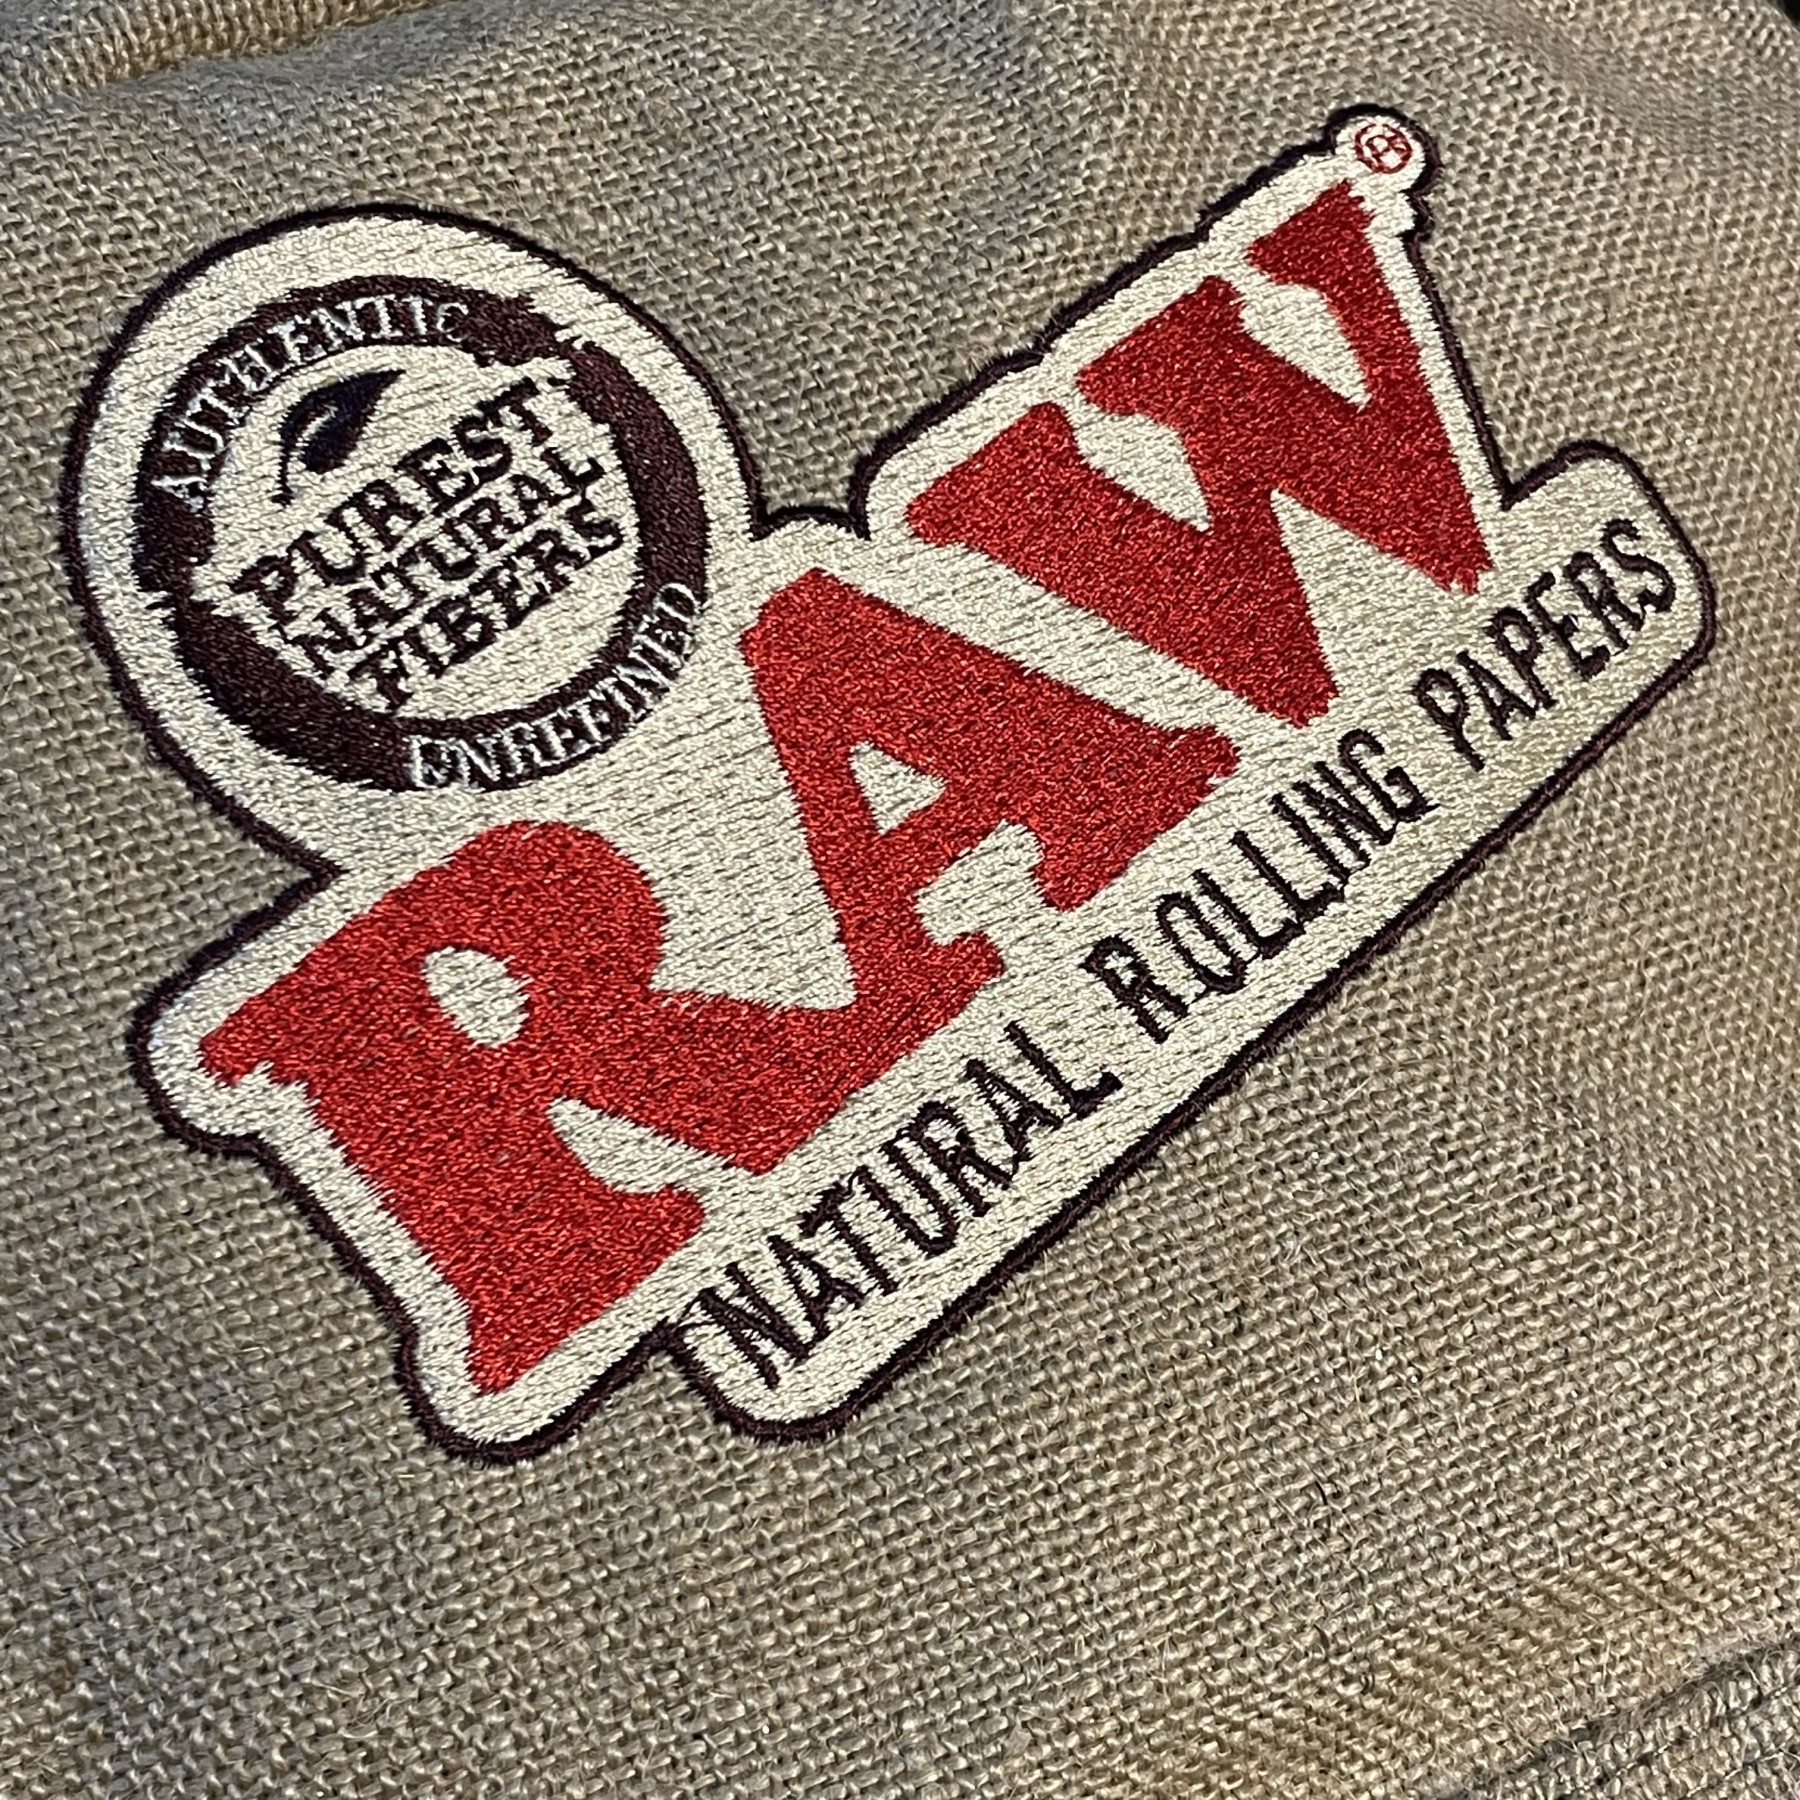 AUTHENTIC
PUREST
NATURAL
FIBERS
UNREFINED
RAW®
NATURAL ROLLING PAPERS